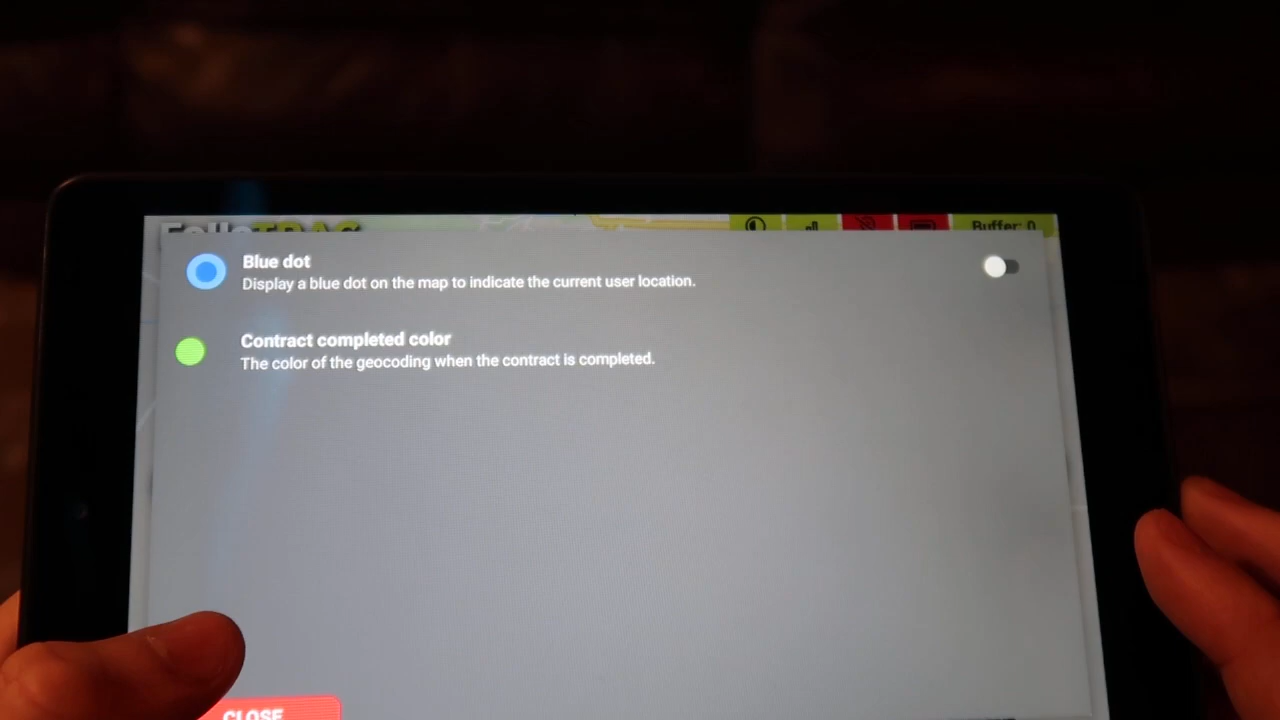 Buffer: 0
Blue dot
Display a blue dot on the map to indicate the current user location.
Contract completed color
The color of the geocoding when the contract is completed.
CLOSE